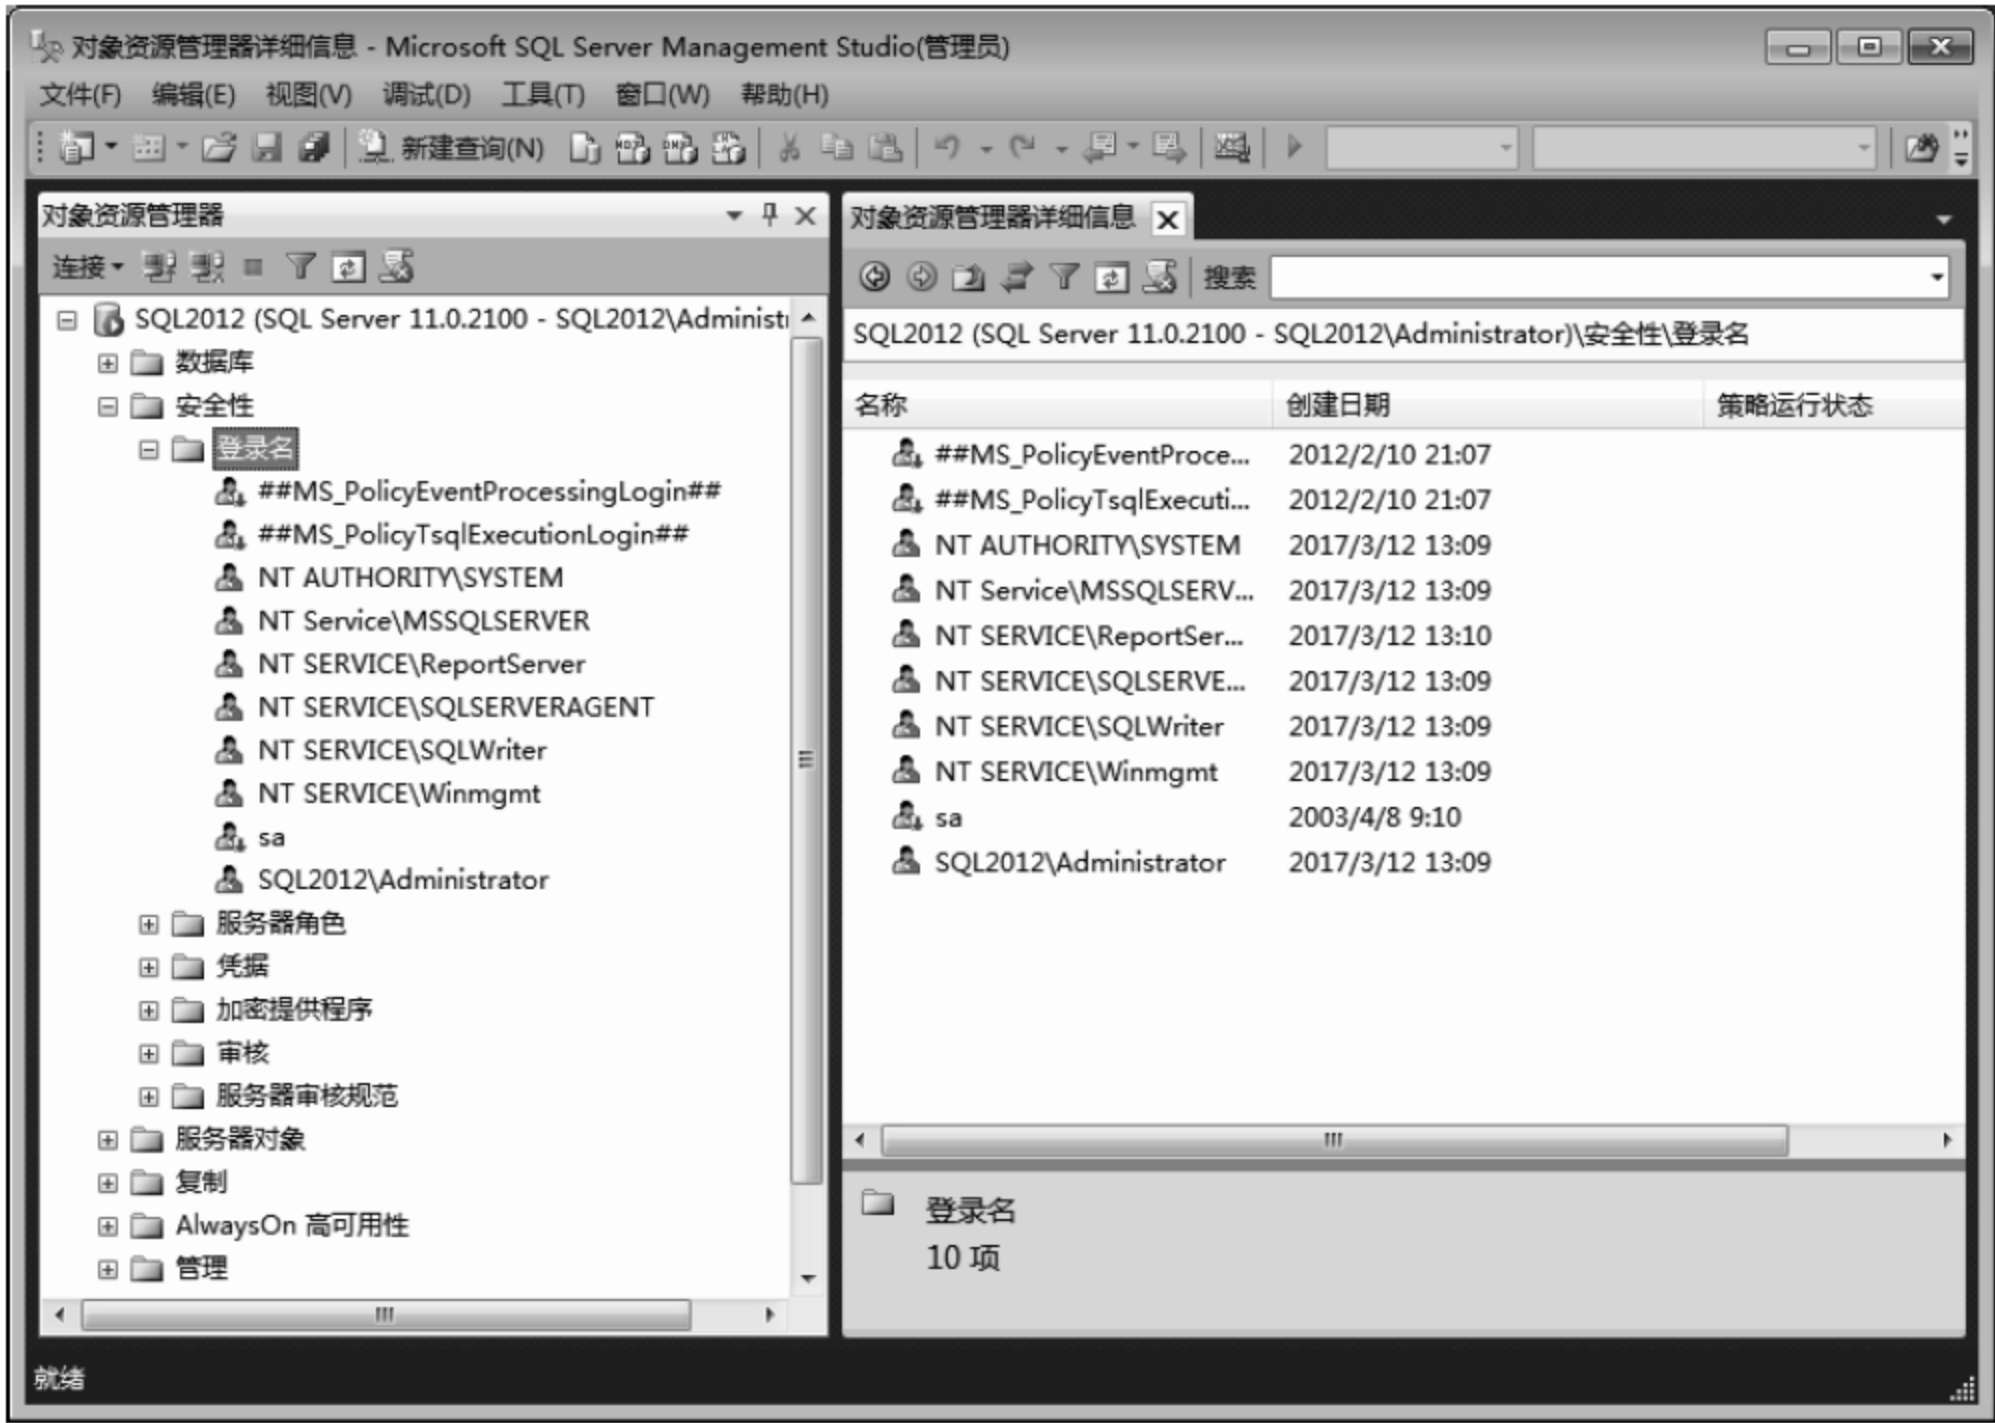 对象资源管理器详细信息 - Microsoft SQL Server Management Studio(管理员)
文件(F) 编辑(E) 视图(V) 调试(D) 工具(T) 窗口(W) 帮助(H)
新建查询(N)
对象资源管理器
连接
SQL2012 (SQL Server 11.0.2100 - SQL2012\Administ
数据库
安全性
登录名
##MS_PolicyEventProcessingLogin##
##MS_PolicyTsqlExecutionLogin##
NT AUTHORITY\SYSTEM
NT Service\MSSQLSERVER
NT SERVICE\ReportServer
NT SERVICE\SQLSERVERAGENT
NT SERVICE\SQLWriter
NT SERVICE\Winmgmt
sa
SQL2012\Administrator
服务器角色
凭据
加密提供程序
审核
服务器审核规范
服务器对象
复制
AlwaysOn 高可用性
管理
对象资源管理器详细信息
搜索
SQL2012 (SQL Server 11.0.2100 - SQL2012\Administrator)\安全性\登录名
名称 创建日期 策略运行状态
##MS_PolicyEventProce... 2012/2/10 21:07
##MS_PolicyTsqlExecuti... 2012/2/10 21:07
NT AUTHORITY\SYSTEM 2017/3/12 13:09
NT Service\MSSQLSERV... 2017/3/12 13:09
NT SERVICE\ReportSer... 2017/3/12 13:10
NT SERVICE\SQLSERVE... 2017/3/12 13:09
NT SERVICE\SQLWriter 2017/3/12 13:09
NT SERVICE\Winmgmt 2017/3/12 13:09
sa 2003/4/8 9:10
SQL2012\Administrator 2017/3/12 13:09
登录名
10 项
就绪